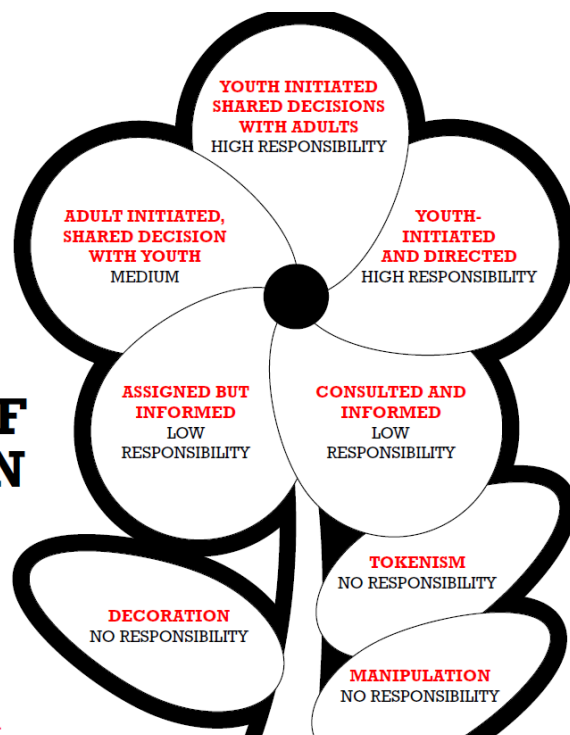 YOUTH INITIATED
SHARED DECISIONS
WITH ADULTS
HIGH RESPONSIBILITY
ADULT INITIATED,
SHARED DECISION
WITH YOUTH
MEDIUM
YOUTH-
INITIATED
AND DIRECTED
HIGH RESPONSIBILITY
ASSIGNED BUT
INFORMED
LOW
RESPONSIBILITY
CONSULTED AND
INFORMED
LOW
RESPONSIBILITY
F
N
TOKENISM
NO RESPONSIBILITY
DECORATION
NO RESPONSIBILITY
MANIPULATION
NO RESPONSIBILITY